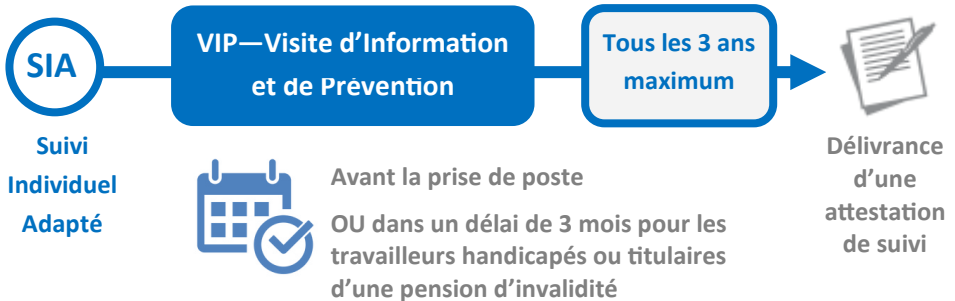 SIA
VIP—Visite d'Information
et de Prévention
Tous les 3 ans
maximum
Suivi
Individuel
Adapté
Avant la prise de poste
OU dans un délai de 3 mois pour les
travailleurs handicapés ou titulaires
d'une pension d'invalidité
Délivrance
d'une
attestation
de suivi